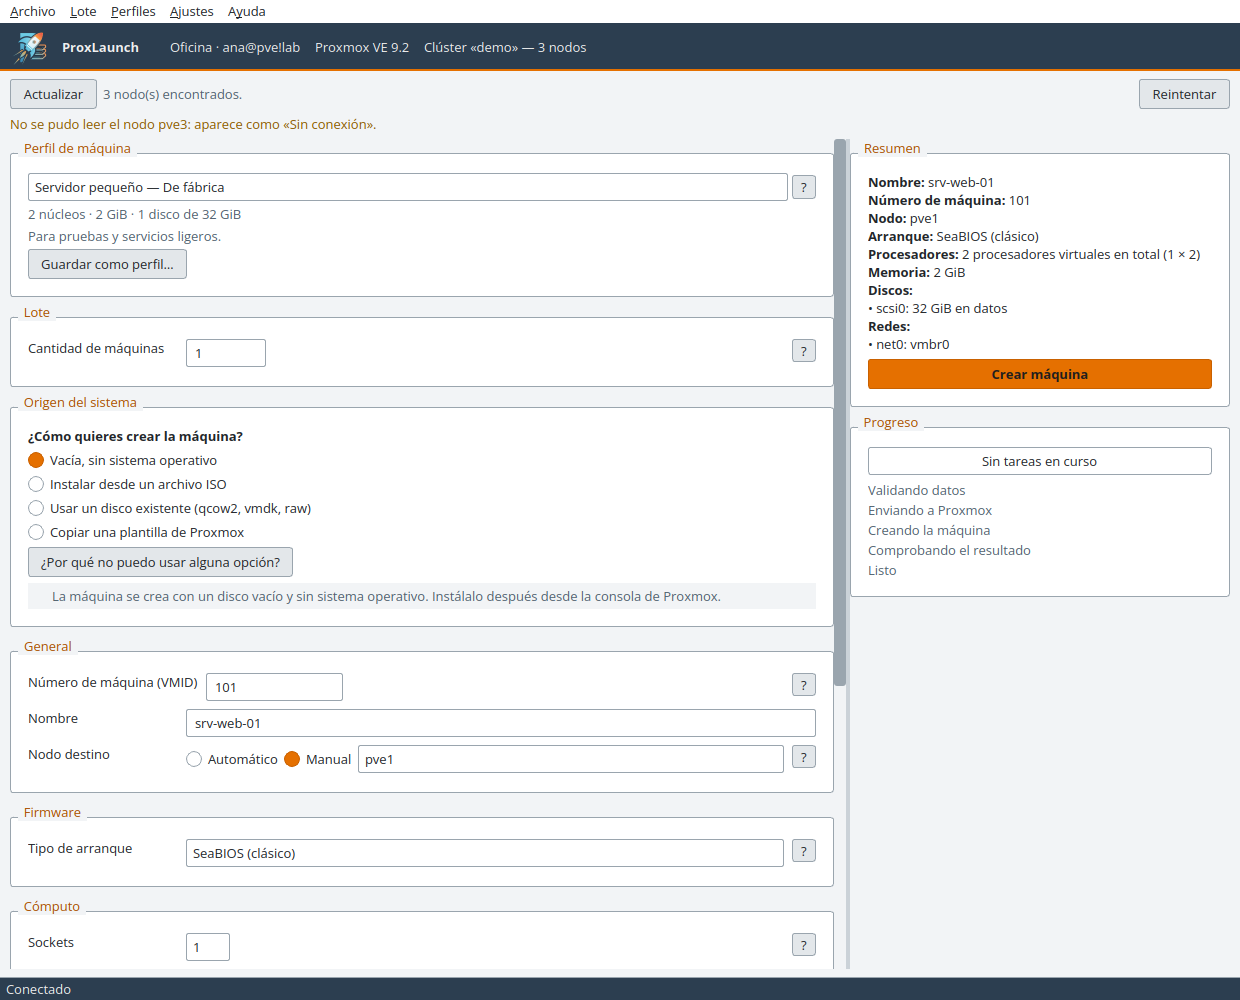 Archivo Lote Perfiles Ajustes Ayuda
ProxLaunch Oficina · ana@pve!lab Proxmox VE 9.2 Clúster «demo» — 3 nodos
Actualizar 3 nodo(s) encontrados. Reintentar
No se pudo leer el nodo pve3: aparece como «Sin conexión».
Perfil de máquina
Servidor pequeño — De fábrica ?
2 núcleos · 2 GiB · 1 disco de 32 GiB
Para pruebas y servicios ligeros.
Guardar como perfil...
Lote
Cantidad de máquinas 1 ?
Origen del sistema
¿Cómo quieres crear la máquina?
Vacía, sin sistema operativo
Instalar desde un archivo ISO
Usar un disco existente (qcow2, vmdk, raw)
Copiar una plantilla de Proxmox
¿Por qué no puedo usar alguna opción?
La máquina se crea con un disco vacío y sin sistema operativo. Instálalo después desde la consola de Proxmox.
General
Número de máquina (VMID) 101 ?
Nombre srv-web-01
Nodo destino Automático Manual pve1 ?
Firmware
Tipo de arranque SeaBIOS (clásico) ?
Cómputo
Sockets 1 ?
Resumen
Nombre: srv-web-01
Número de máquina: 101
Nodo: pve1
Arranque: SeaBIOS (clásico)
Procesadores: 2 procesadores virtuales en total (1 × 2)
Memoria: 2 GiB
Discos:
• scsi0: 32 GiB en datos
Redes:
• net0: vmbr0
Crear máquina
Progreso
Sin tareas en curso
Validando datos
Enviando a Proxmox
Creando la máquina
Comprobando el resultado
Listo
Conectado